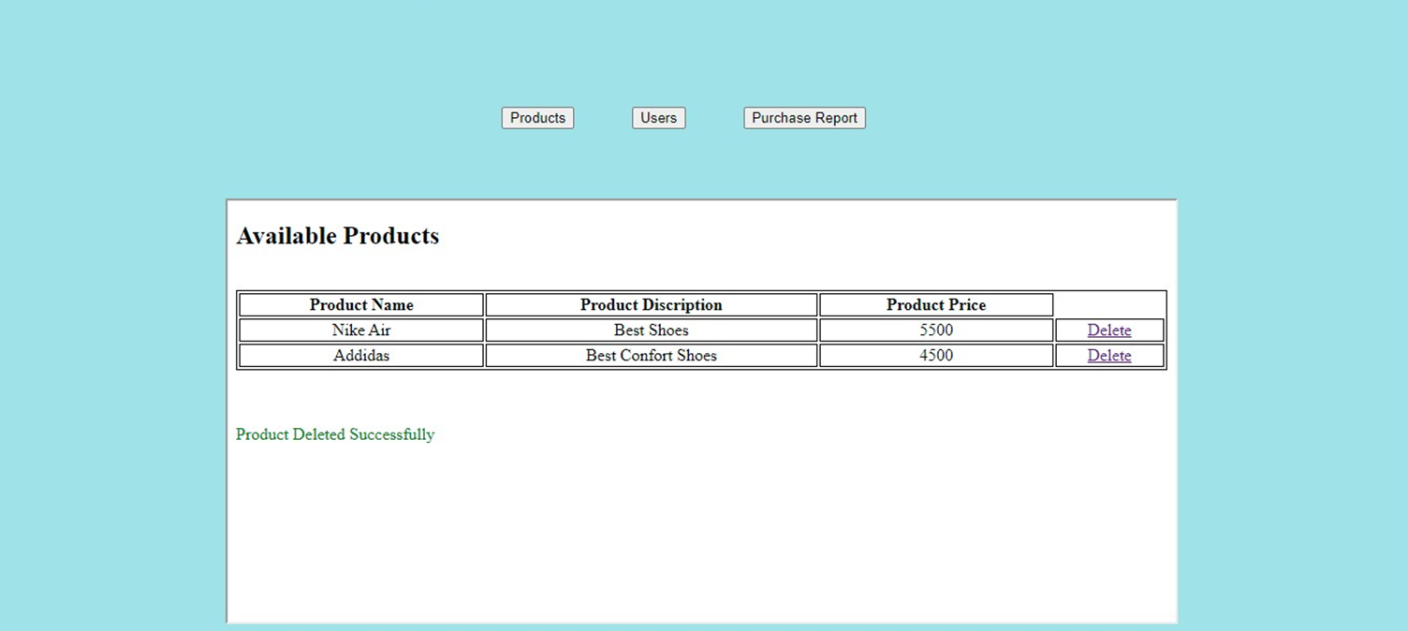 Products Users Purchase Report
Available Products
Product Name Product Discription Product Price
Nike Air Best Shoes 5500 Delete
Addidas Best Confort Shoes 4500 Delete
Product Deleted Successfully